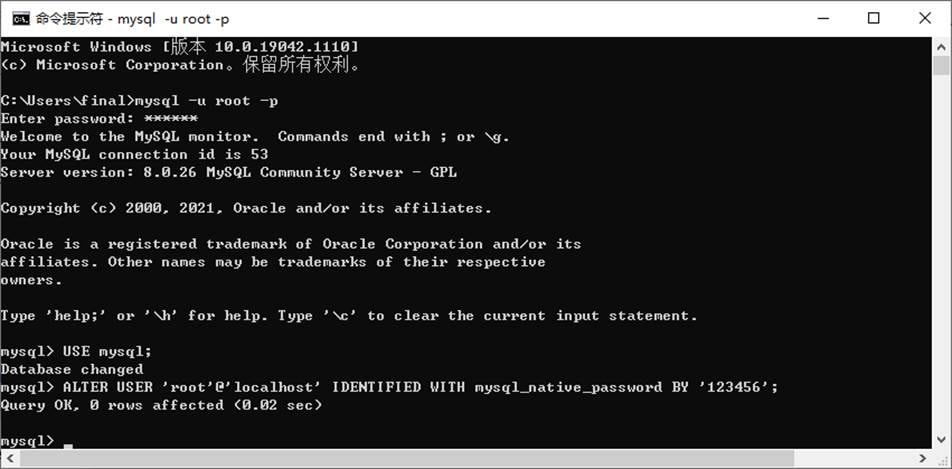 命令提示符 - mysql -u root -p
Microsoft Windows [版本 10.0.19042.1110]
(c) Microsoft Corporation。保留所有权利。
C:\Users\final>mysql -u root -p
Enter password: ******
Welcome to the MySQL monitor.  Commands end with ; or \g.
Your MySQL connection id is 53
Server version: 8.0.26 MySQL Community Server - GPL
Copyright (c) 2000, 2021, Oracle and/or its affiliates.
Oracle is a registered trademark of Oracle Corporation and/or its
affiliates. Other names may be trademarks of their respective
owners.
Type 'help;' or '\h' for help. Type '\c' to clear the current input statement.
mysql> USE mysql;
Database changed
mysql> ALTER USER 'root'@'localhost' IDENTIFIED WITH mysql_native_password BY '123456';
Query OK, 0 rows affected (0.02 sec)
mysql>